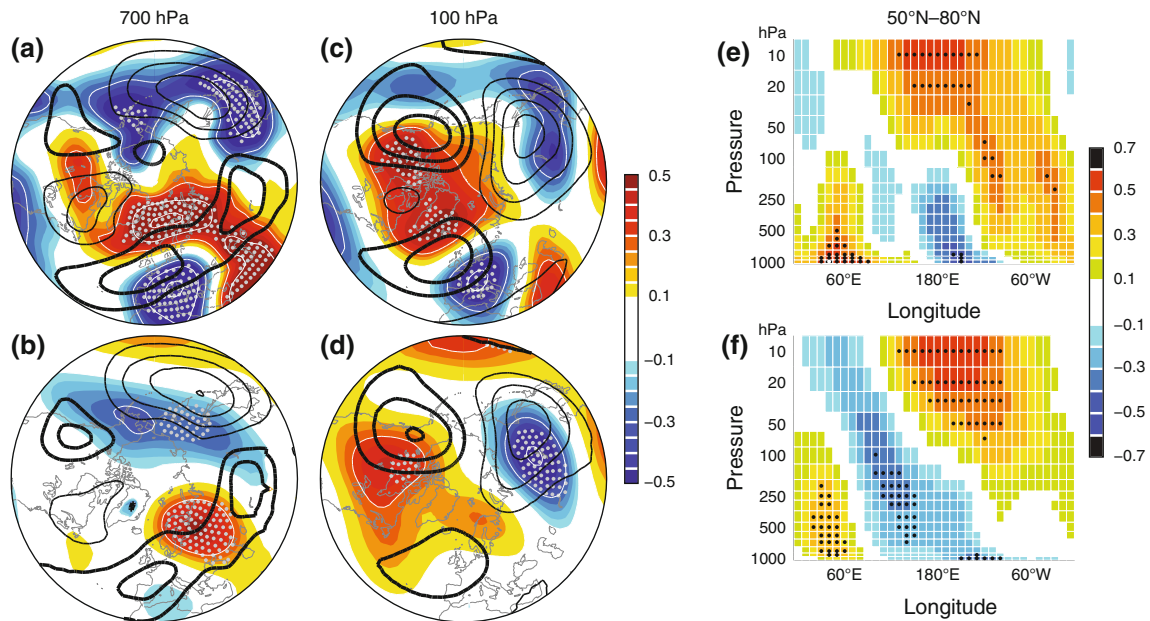 700 hPa
100 hPa
50°N–80°N
(a)
(c)
(e)
hPa
10
20
50
100
250
500
1000
Pressure
60°E
180°E
60°W
Longitude
0.7
0.5
0.3
0.1
−0.1
−0.3
−0.5
−0.7
0.5
0.3
0.1
−0.1
−0.3
−0.5
(b)
(d)
(f)
hPa
10
20
50
100
250
500
1000
Pressure
60°E
180°E
60°W
Longitude